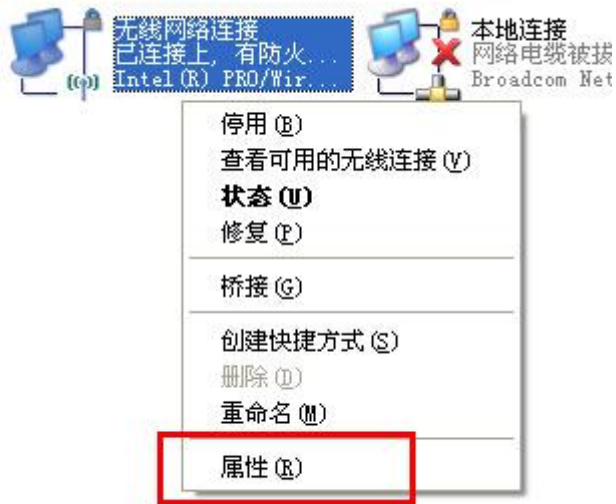 无线网络连接
已连接上, 有防火...
Intel(R) PRO/Wir...
本地连接
网络电缆被拔
Broadcom Net
停用(B)
查看可用的无线连接(V)
状态(U)
修复(P)
桥接(G)
创建快捷方式(S)
删除(D)
重命名(M)
属性(R)